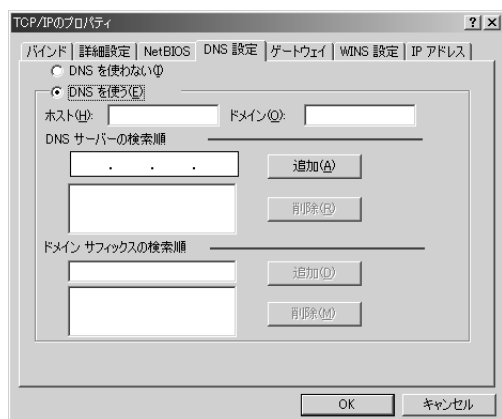 TCP/IPのプロパティ
バインド 詳細設定 NetBIOS DNS 設定 ゲートウェイ WINS 設定 IP アドレス
DNS を使わない(I)
DNS を使う(E)
ホスト(H): ドメイン(O):
DNS サーバーの検索順
. . . 追加(A)
削除(R)
ドメイン サフィックスの検索順
追加(D)
削除(M)
OK キャンセル